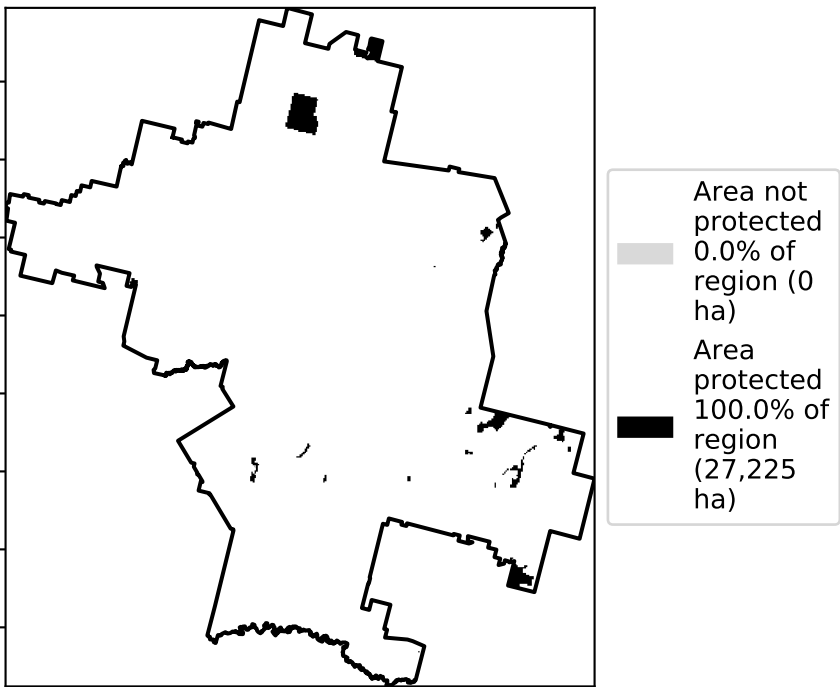 Area not
protected
0.0% of
region (0
ha)
Area
protected
100.0% of
region
(27,225
ha)